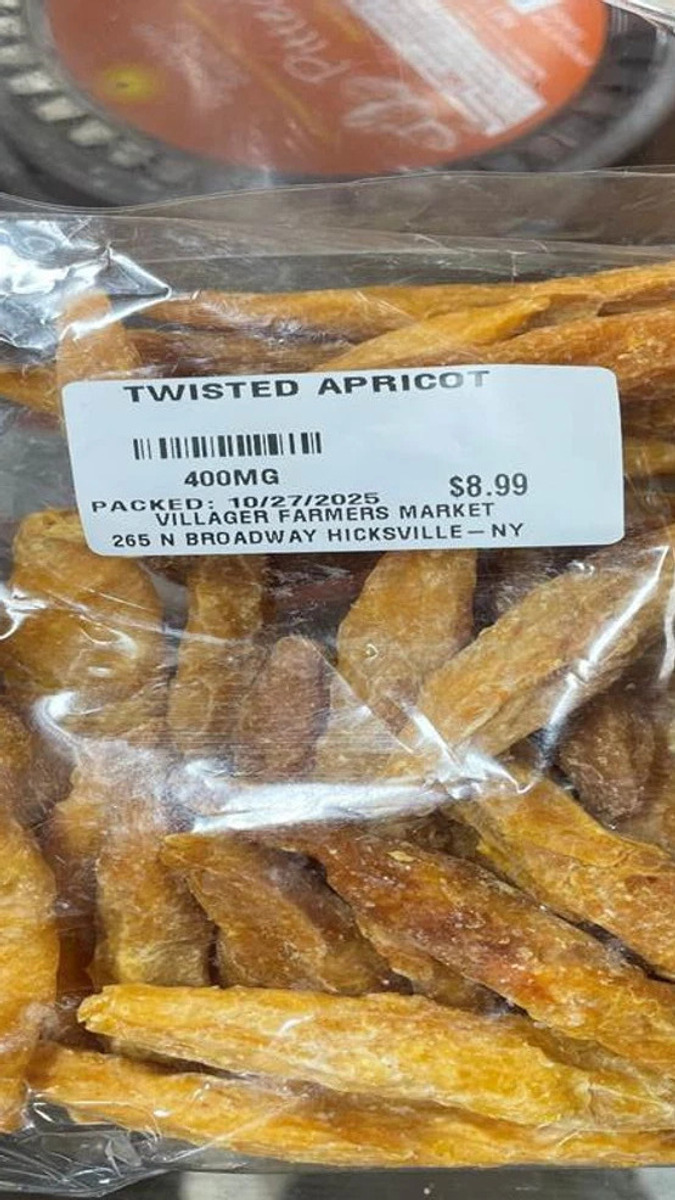 TWISTED APRICOT
400MG
$8.99
PACKED: 10/27/2025
VILLAGER FARMERS MARKET
265 N BROADWAY HICKSVILLE-NY